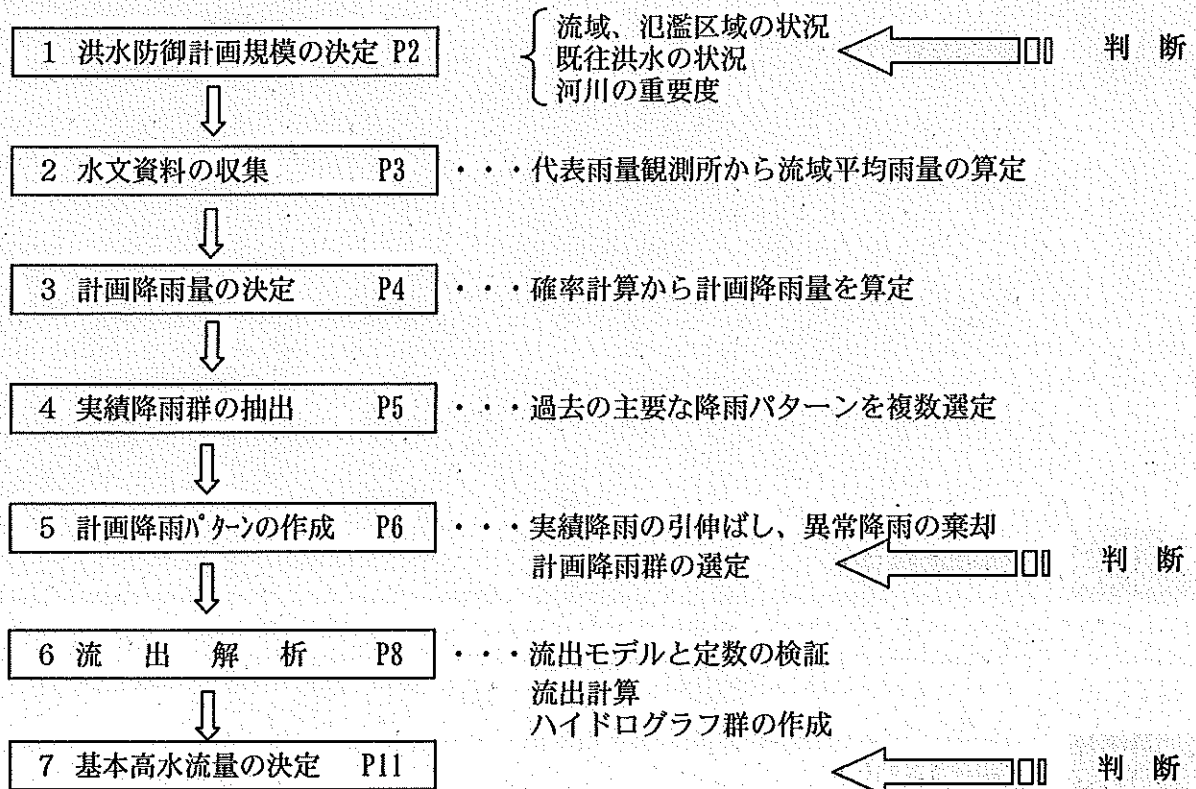 1 洪水防御計画規模の決定 P2
流域、氾濫区域の状況
既往洪水の状況
河川の重要度
判 断
2 水文資料の収集 P3 ・・・代表雨量観測所から流域平均雨量の算定
3 計画降雨量の決定 P4 ・・・確率計算から計画降雨量を算定
4 実績降雨群の抽出 P5 ・・・過去の主要な降雨パターンを複数選定
5 計画降雨パターンの作成 P6 ・・・実績降雨の引伸ばし、異常降雨の棄却
計画降雨群の選定
判 断
6 流 出 解 析 P8 ・・・流出モデルと定数の検証
流出計算
ハイドログラフ群の作成
7 基本高水流量の決定 P11
判 断